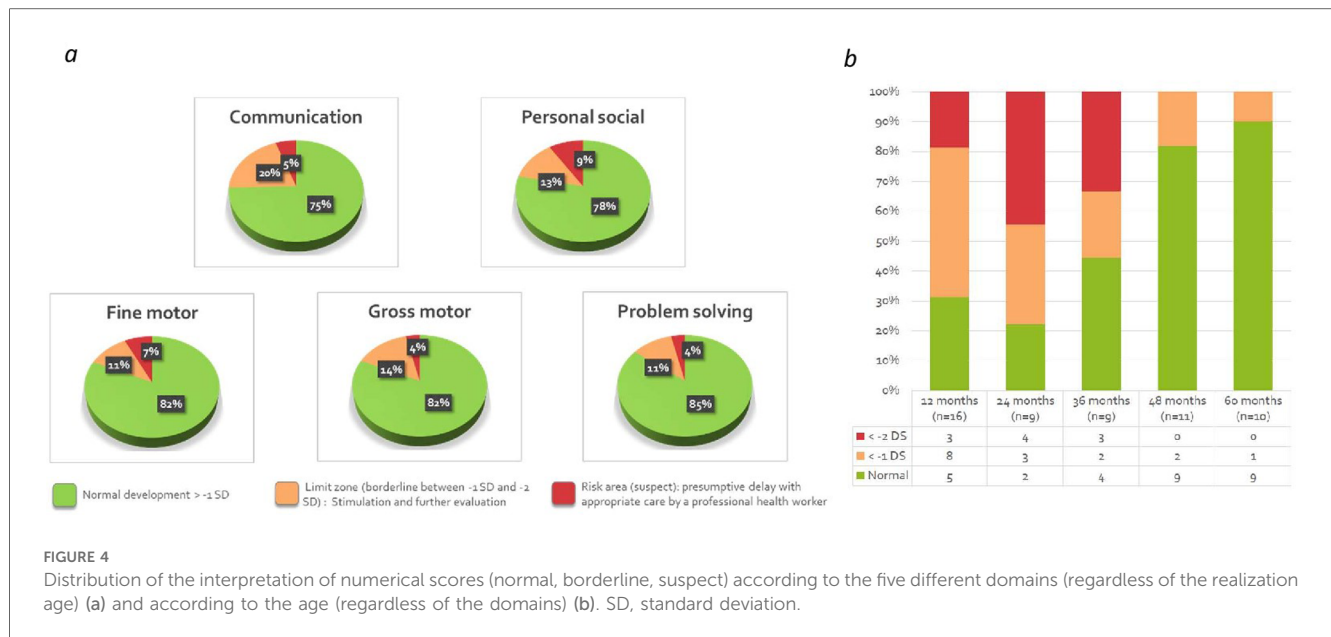 a
Communication
5%
20%
75%
Personal social
9%
13%
78%
Fine motor
7%
11%
82%
Gross motor
4%
14%
82%
Problem solving
4%
11%
85%
Normal development > -1 SD
Limit zone (borderline between -1 SD and -2
SD) : Stimulation and further evaluation
Risk area (suspect): presumptive delay with
appropriate care by a professional health worker
b
100%
90%
80%
70%
60%
50%
40%
30%
20%
10%
0%
12 months 24 months 36 months 48 months 60 months
(n=16) (n=9) (n=9) (n=11) (n=10)
< -2 DS 3 4 3 0 0
< -1 DS 8 3 2 2 1
Normal 5 2 4 9 9
FIGURE 4
Distribution of the interpretation of numerical scores (normal, borderline, suspect) according to the five different domains (regardless of the realization
age) (a) and according to the age (regardless of the domains) (b). SD, standard deviation.